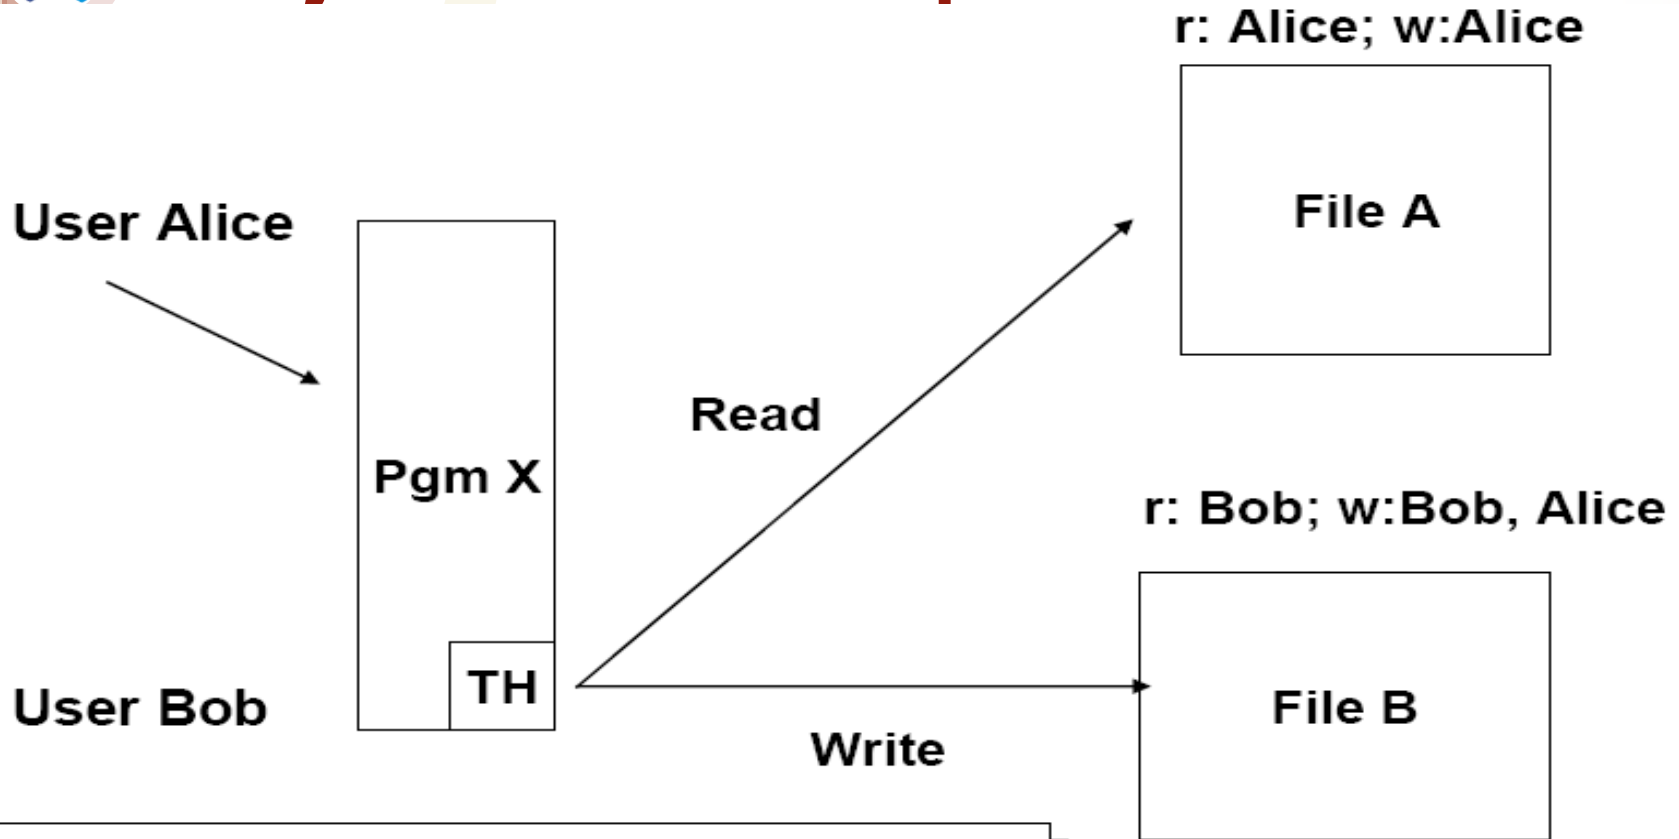 r: Alice; w:Alice
File A
User Alice
Read
Pgm X
r: Bob; w:Bob, Alice
TH
User Bob
File B
Write